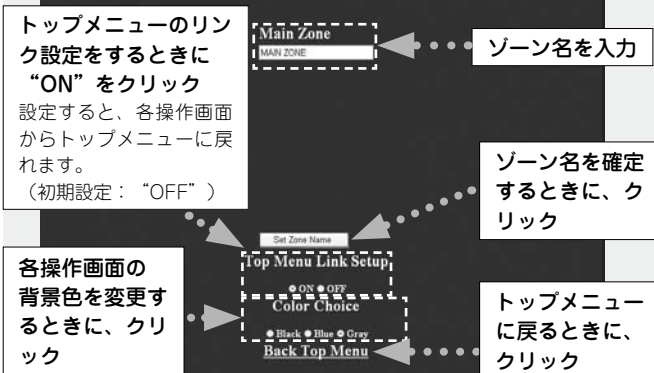 トップメニューのリン
ク設定をするときに
“ON”をクリック
設定すると、各操作画面
からトップメニューに戻
れます。
（初期設定：“OFF”）
Main Zone
MAIN ZONE
ゾーン名を入力
ゾーン名を確定
するときに、ク
リック
Set Zone Name
Top Menu Link Setup
ON OFF
各操作画面の
背景色を変更す
るときに、クリ
ック
Color Choice
Black Blue Gray
Back Top Menu
トップメニュー
に戻るときに、
クリック